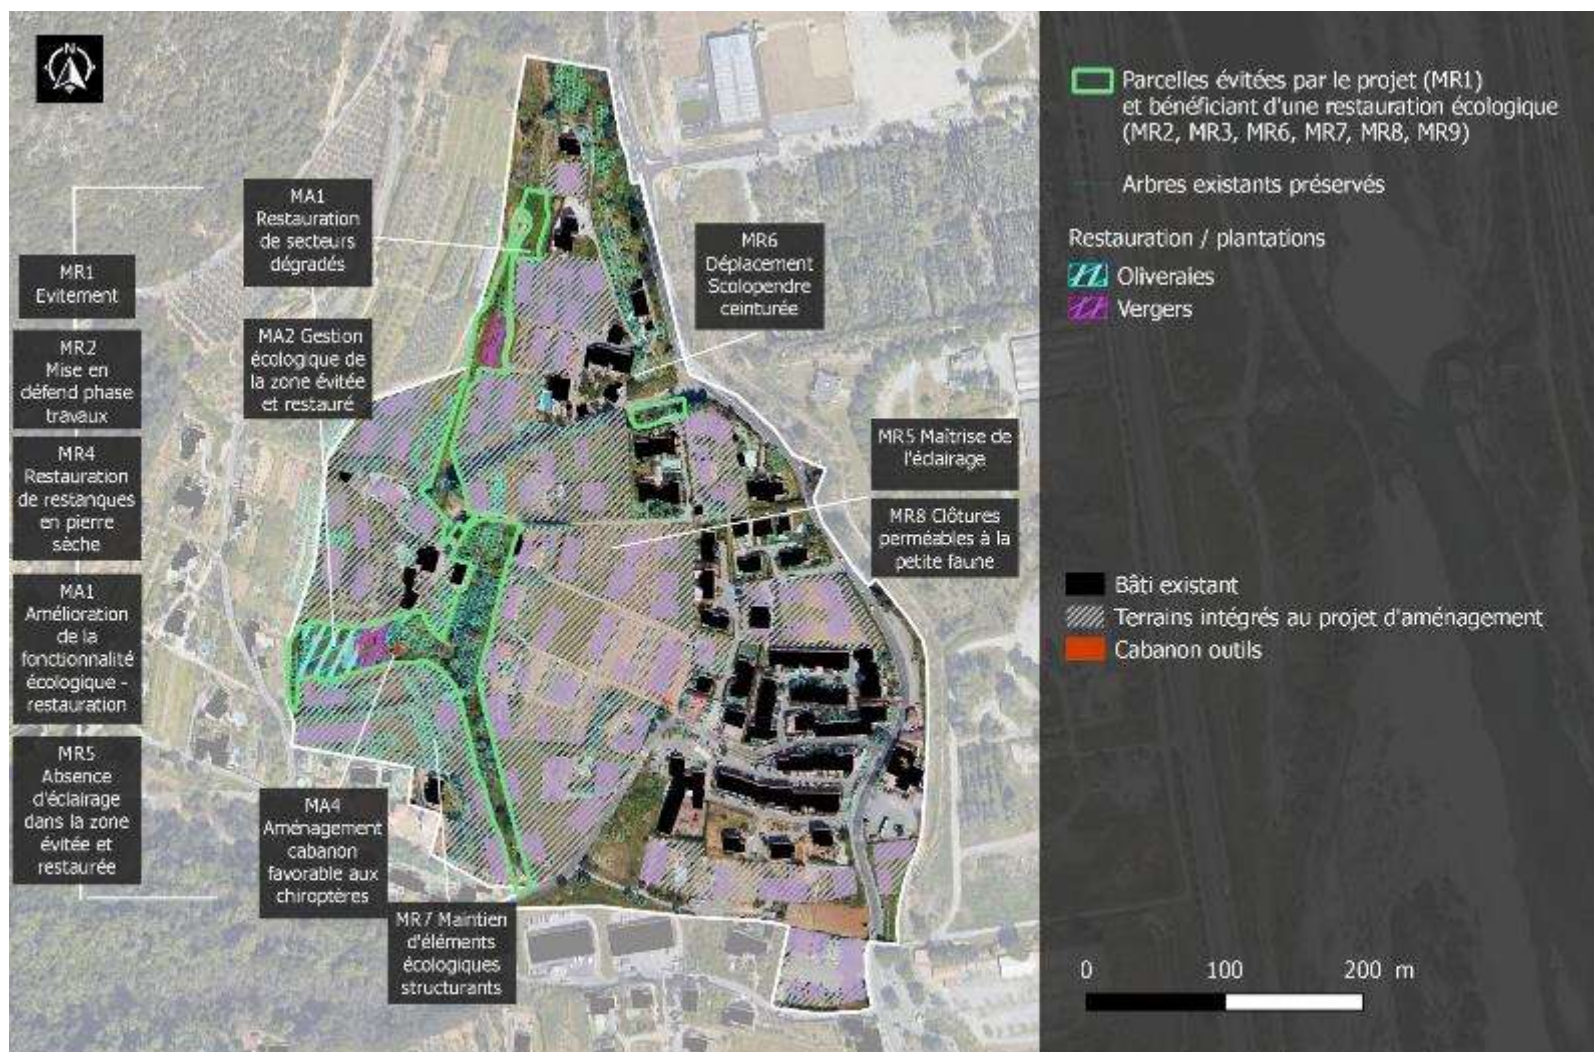 N
MR1
Evitement
MR2
Mise en
défend phase
travaux
MR4
Restauration
de restanques
en pierre
sèche
MA1
Amélioration
de la
fonctionnalité
écologique -
restauration
MR5
Absence
d'éclairage
dans la zone
évitée et
restaurée
MA1
Restauration
de secteurs
dégradés
MA2 Gestion
écologique de
la zone évitée
et restauré
MA4
Aménagement
cabanon
favorable aux
chiroptères
MR7 Maintien
d'éléments
écologiques
structurants
MR6
Déplacement
Scolopendre
ceinturée
MR5 Maîtrise de
l'éclairage
MR8 Clôtures
perméables à la
petite faune
Parcelles évitées par le projet (MR1)
et bénéficiant d'une restauration écologique
(MR2, MR3, MR6, MR7, MR8, MR9)
Arbres existants préservés
Restauration / plantations
Oliveraies
Vergers
Bâti existant
Terrains intégrés au projet d'aménagement
Cabanon outils
0 100 200 m